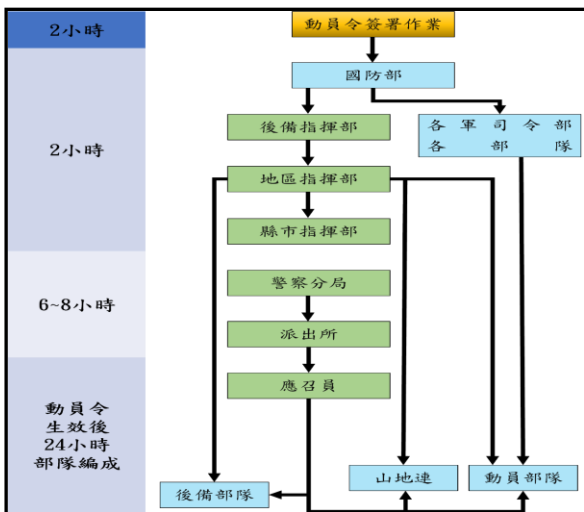 2小時
動員令簽署作業
2小時
國防部
後備指揮部
各軍司令部
各部隊
地區指揮部
縣市指揮部
6~8小時
警察分局
派出所
動員令
生效後
24小時
部隊編成
應召員
後備部隊
山地連
動員部隊